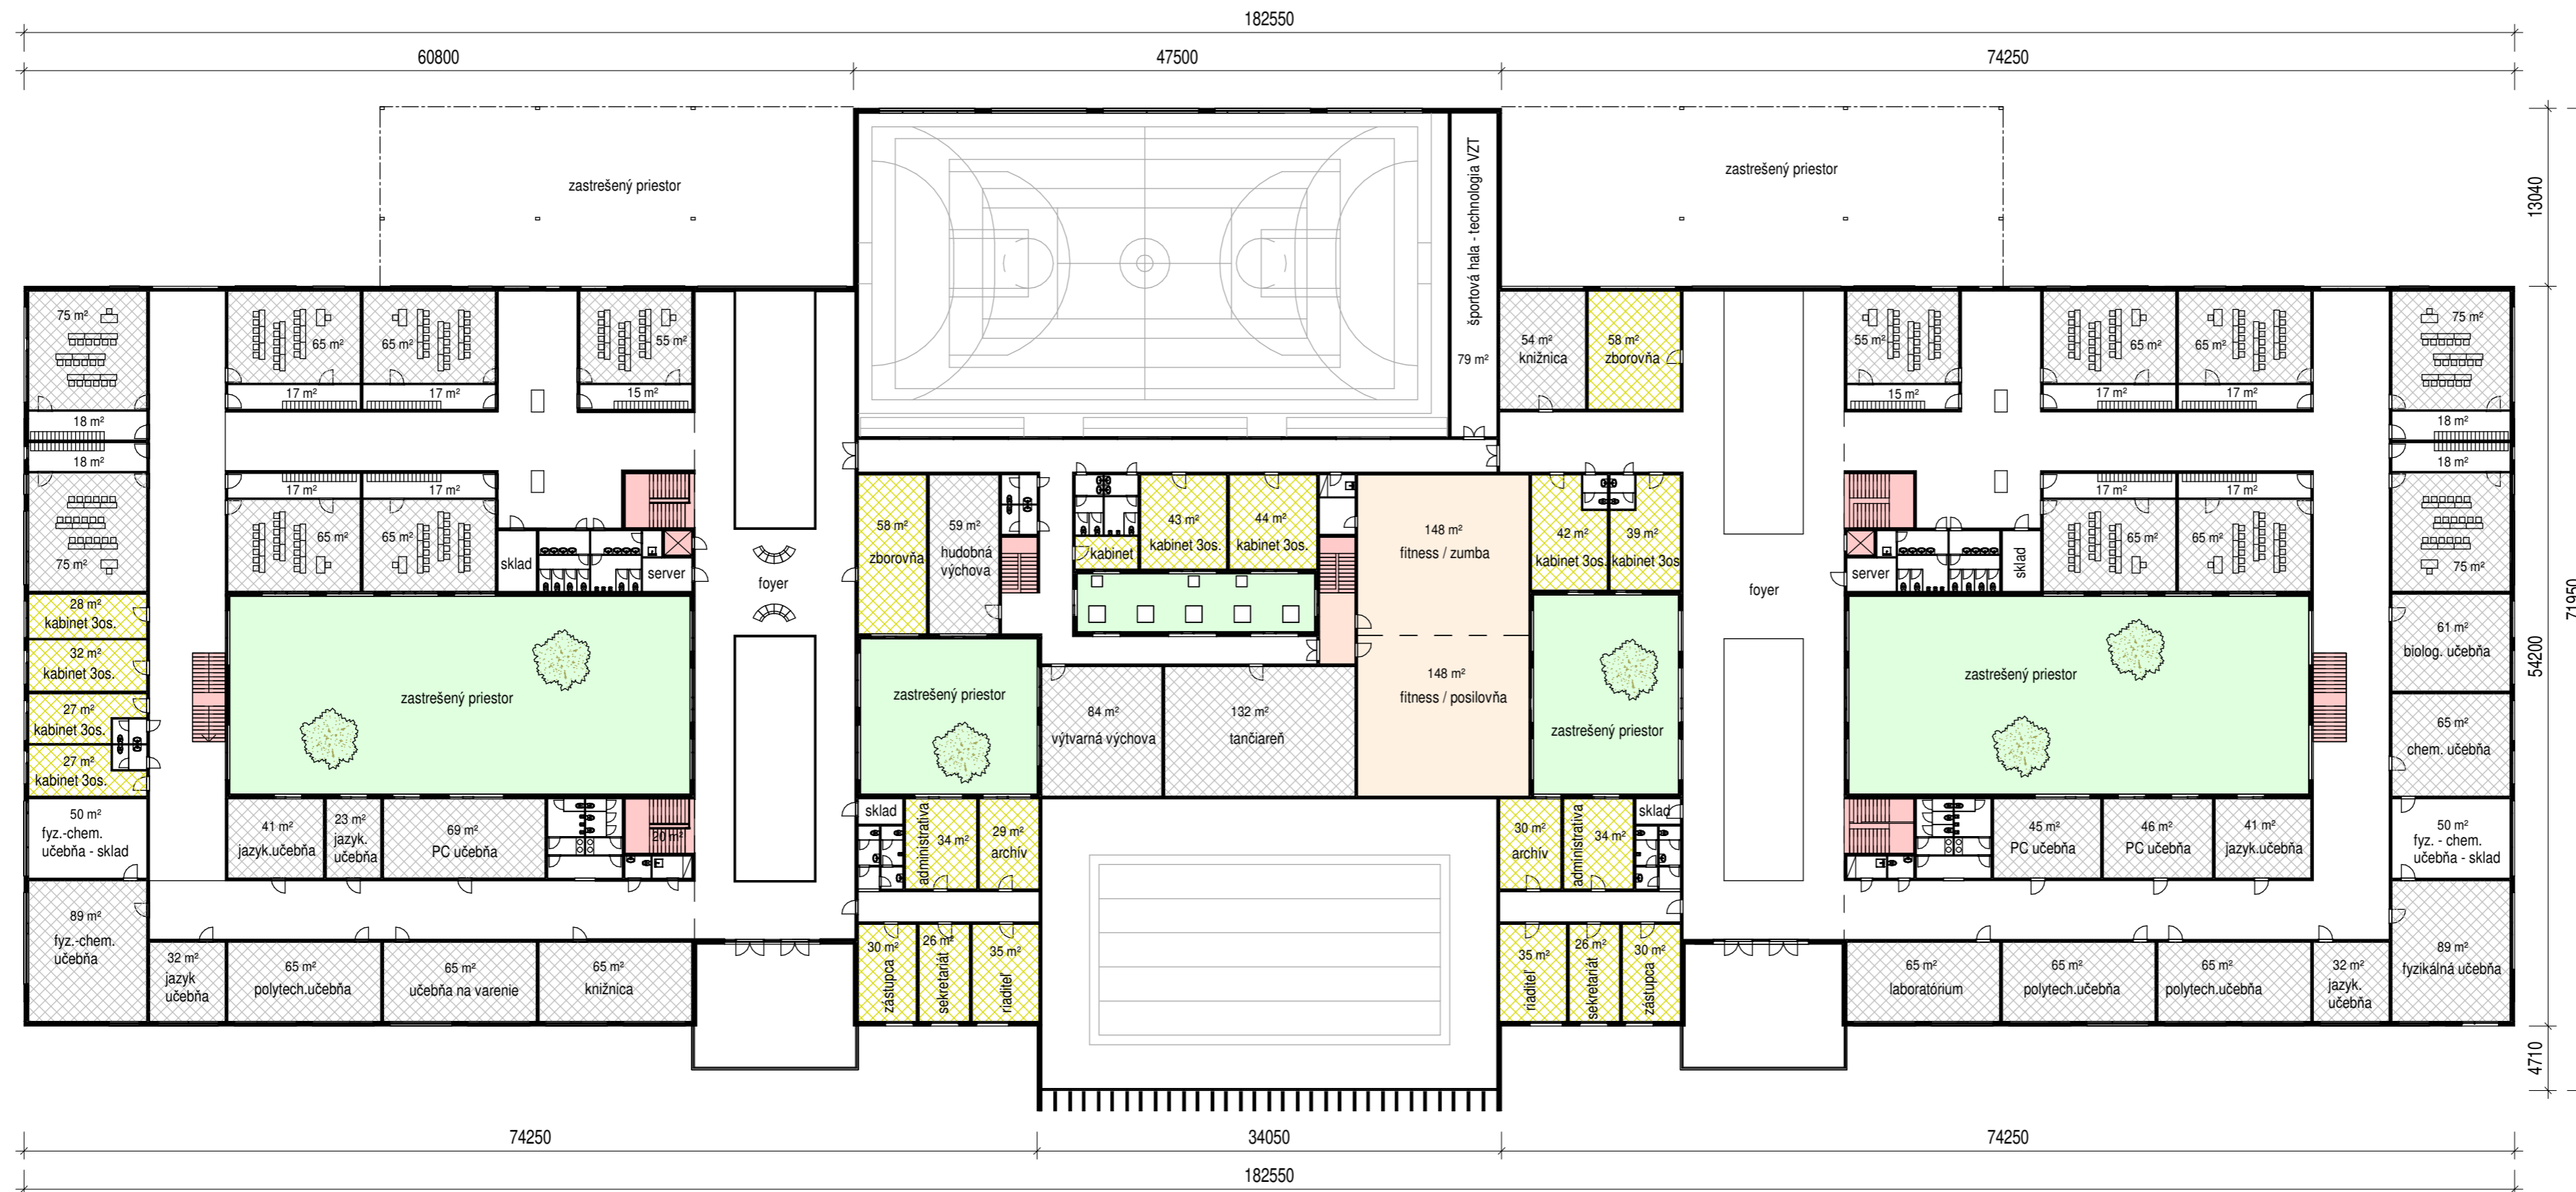 182550
60800
47500
74250
zastrešený priestor
zastrešený priestor
športová hala - technologia VZT
79 m²
13040
71950
54200
4710
75 m²
65 m²
65 m²
55 m²
17 m²
17 m²
15 m²
18 m²
18 m²
17 m²
17 m²
75 m²
65 m²
65 m²
sklad
server
foyer
28 m²
kabinet 3os.
32 m²
kabinet 3os.
27 m²
kabinet 3os.
27 m²
kabinet 3os.
zastrešený priestor
50 m²
fyz.-chem.
učebňa - sklad
41 m²
jazyk.učebňa
23 m²
jazyk.
učebňa
69 m²
PC učebňa
20 m²
89 m²
fyz.-chem.
učebňa
32 m²
jazyk
učebňa
65 m²
polytech.učebňa
65 m²
učebňa na varenie
65 m²
knižnica
58 m²
zborovňa
59 m²
hudobná
výchova
kabinet
43 m²
kabinet 3os.
44 m²
kabinet 3os.
148 m²
fitness / zumba
148 m²
fitness / posilovňa
42 m²
kabinet 3os.
39 m²
kabinet 3os
54 m²
knižnica
58 m²
zborovňa
zastrešený priestor
84 m²
výtvarná výchova
132 m²
tančiareň
zastrešený priestor
sklad
administratíva
34 m²
29 m²
archív
30 m²
zástupca
26 m²
sekretariát
35 m²
riaditeľ
30 m²
archív
administratíva
34 m²
sklad
35 m²
riaditeľ
26 m²
sekretariát
30 m²
zástupca
foyer
55 m²
15 m²
65 m²
65 m²
17 m²
17 m²
75 m²
18 m²
18 m²
17 m²
17 m²
65 m²
65 m²
75 m²
server
sklad
zastrešený priestor
61 m²
biolog. učebňa
65 m²
chem. učebňa
50 m²
fyz. - chem.
učebňa - sklad
45 m²
PC učebňa
46 m²
PC učebňa
41 m²
jazyk.učebňa
65 m²
laboratórium
65 m²
polytech.učebňa
65 m²
polytech.učebňa
32 m²
jazyk.
učebňa
89 m²
fyzikálná učebňa
74250
34050
74250
182550